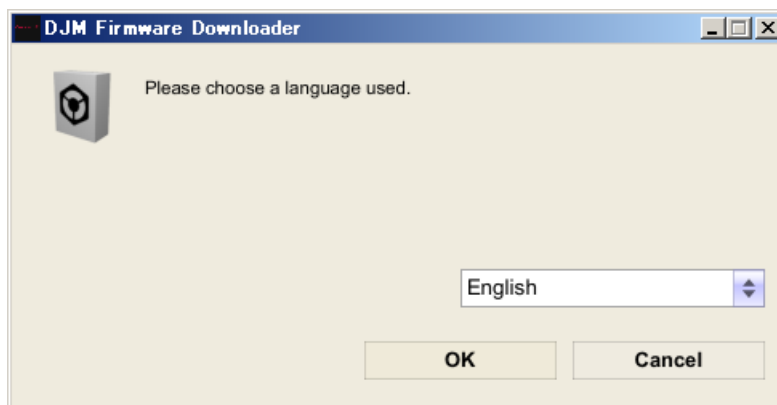 DJM Firmware Downloader
Please choose a language used.
English
OK
Cancel